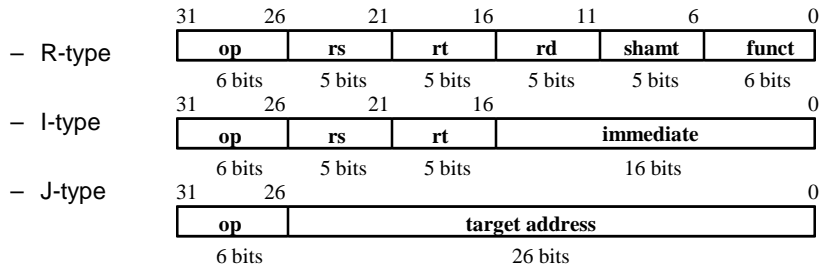 31 26 21 16 11 6 0
– R-type op rs rt rd shamt funct
6 bits 5 bits 5 bits 5 bits 5 bits 6 bits
31 26 21 16 0
– I-type op rs rt immediate
6 bits 5 bits 5 bits 16 bits
– J-type 31 26 0
op target address
6 bits 26 bits